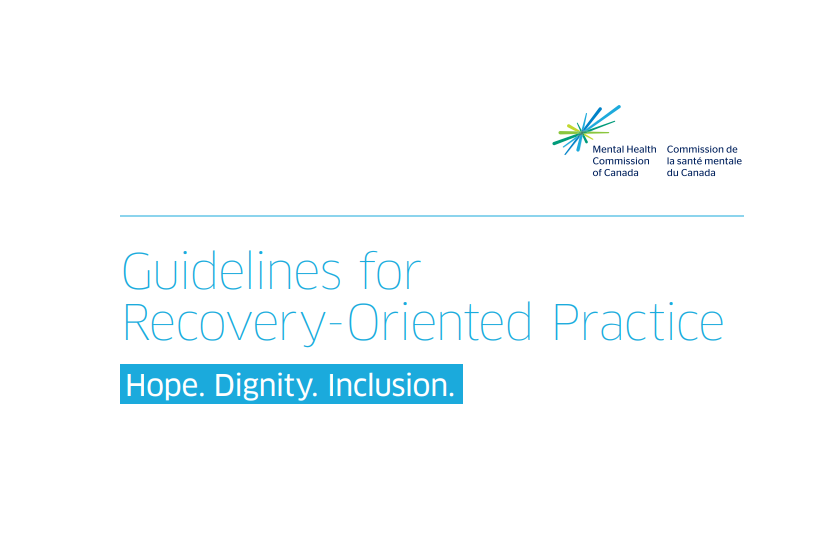 Mental Health
Commission
of Canada
Commission de
la santé mentale
du Canada
Guidelines for
Recovery-Oriented Practice
Hope. Dignity. Inclusion.